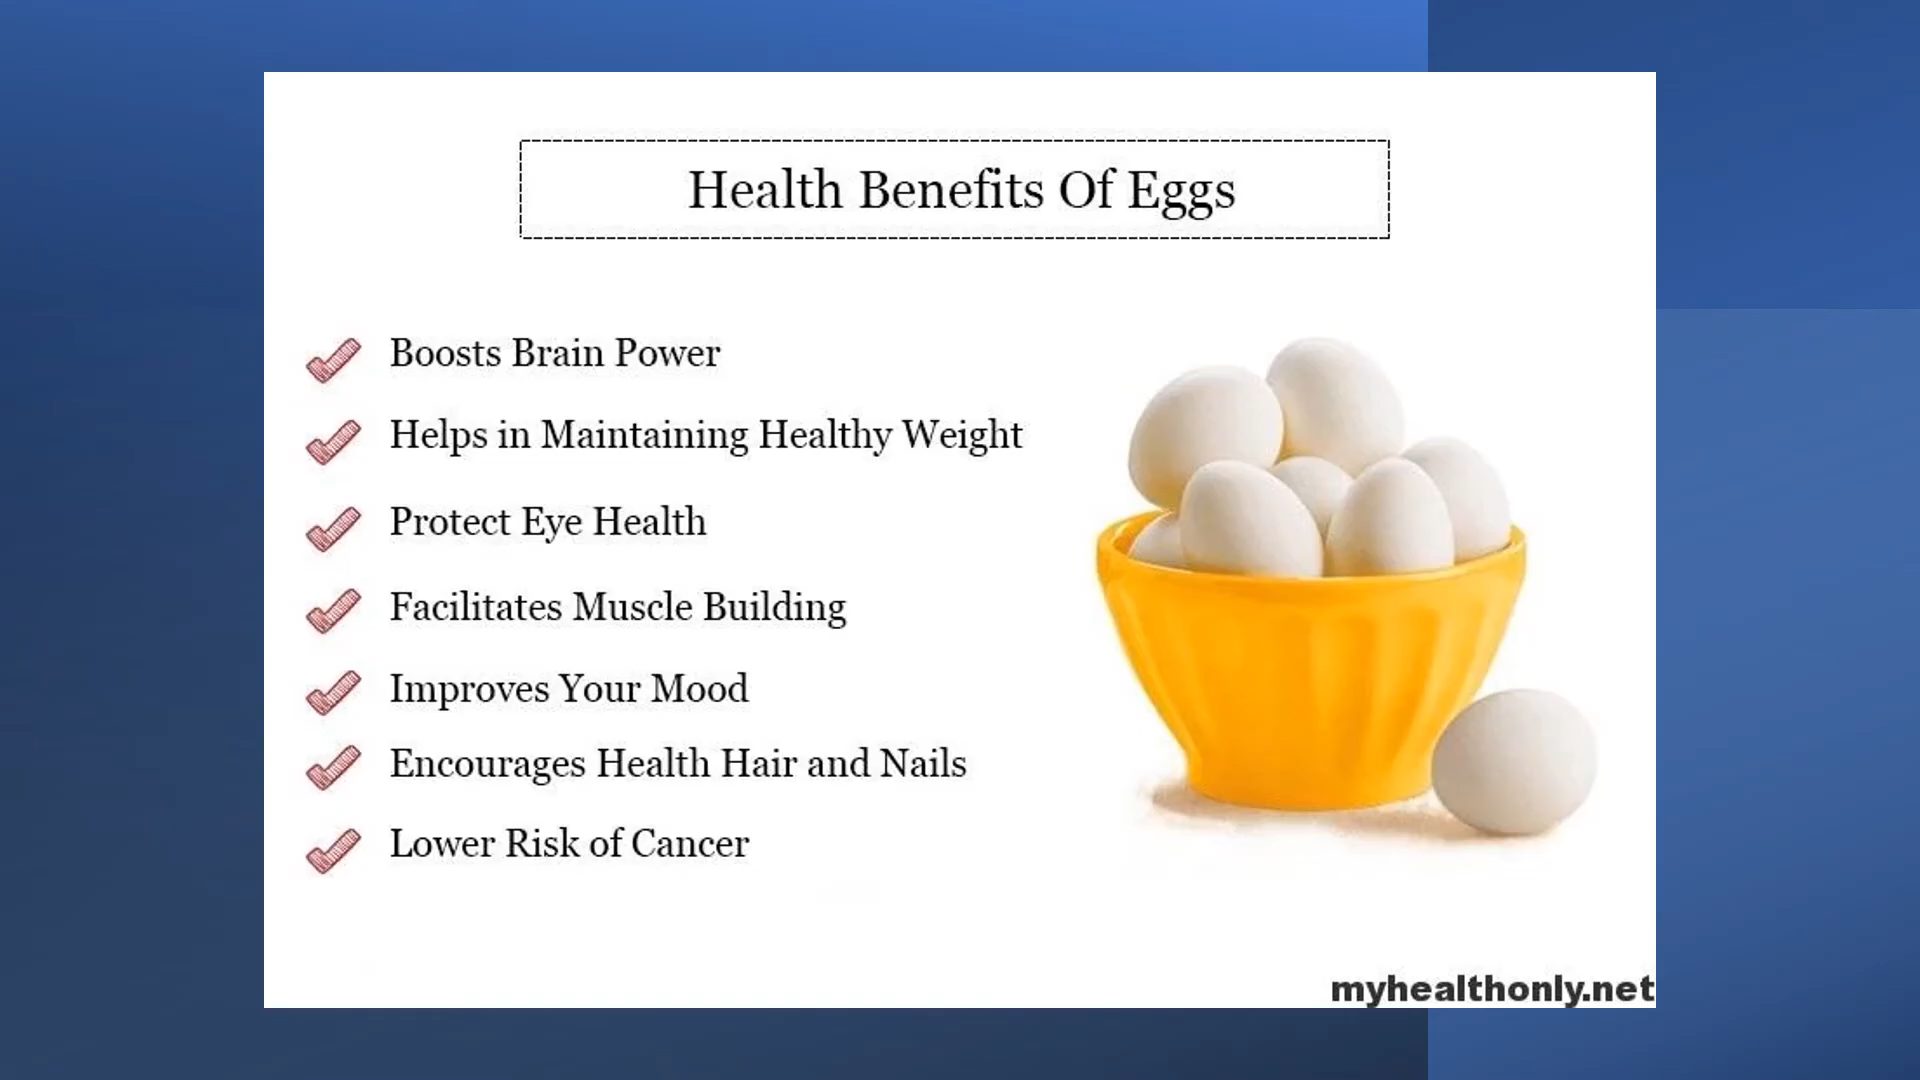 Health Benefits Of Eggs
Boosts Brain Power
Helps in Maintaining Healthy Weight
Protect Eye Health
Facilitates Muscle Building
Improves Your Mood
Encourages Health Hair and Nails
Lower Risk of Cancer
myhealthonly.net